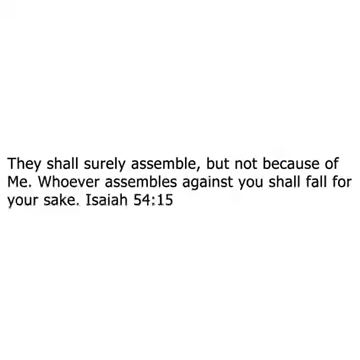 They shall surely assemble, but not because of
Me. Whoever assembles against you shall fall for
your sake. Isaiah 54:15